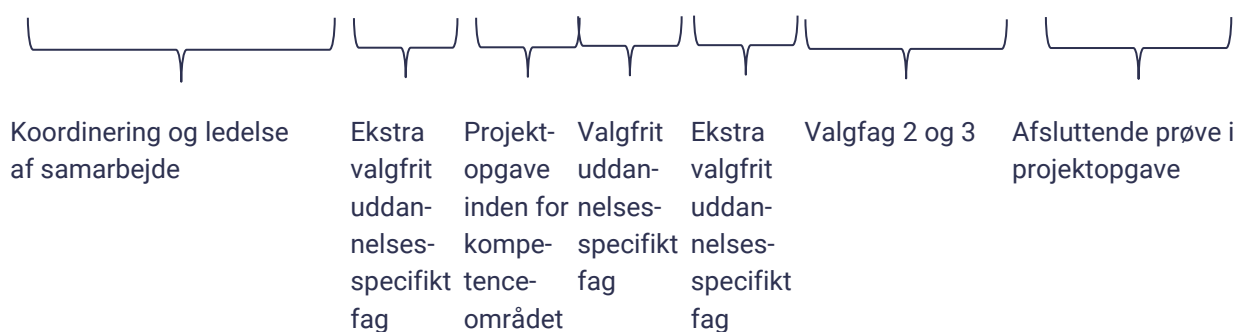 Koordinering og ledelse
af samarbejde
Ekstra
valgfrit
uddan-
nelses-
specifikt
fag
Projekt-
opgave
inden for
kompe-
tence-
området
Valgfrit
uddan-
nelses-
specifikt
fag
Ekstra
valgfrit
uddan-
nelses-
specifikt
fag
Valgfag 2 og 3
Afsluttende prøve i
projektopgave